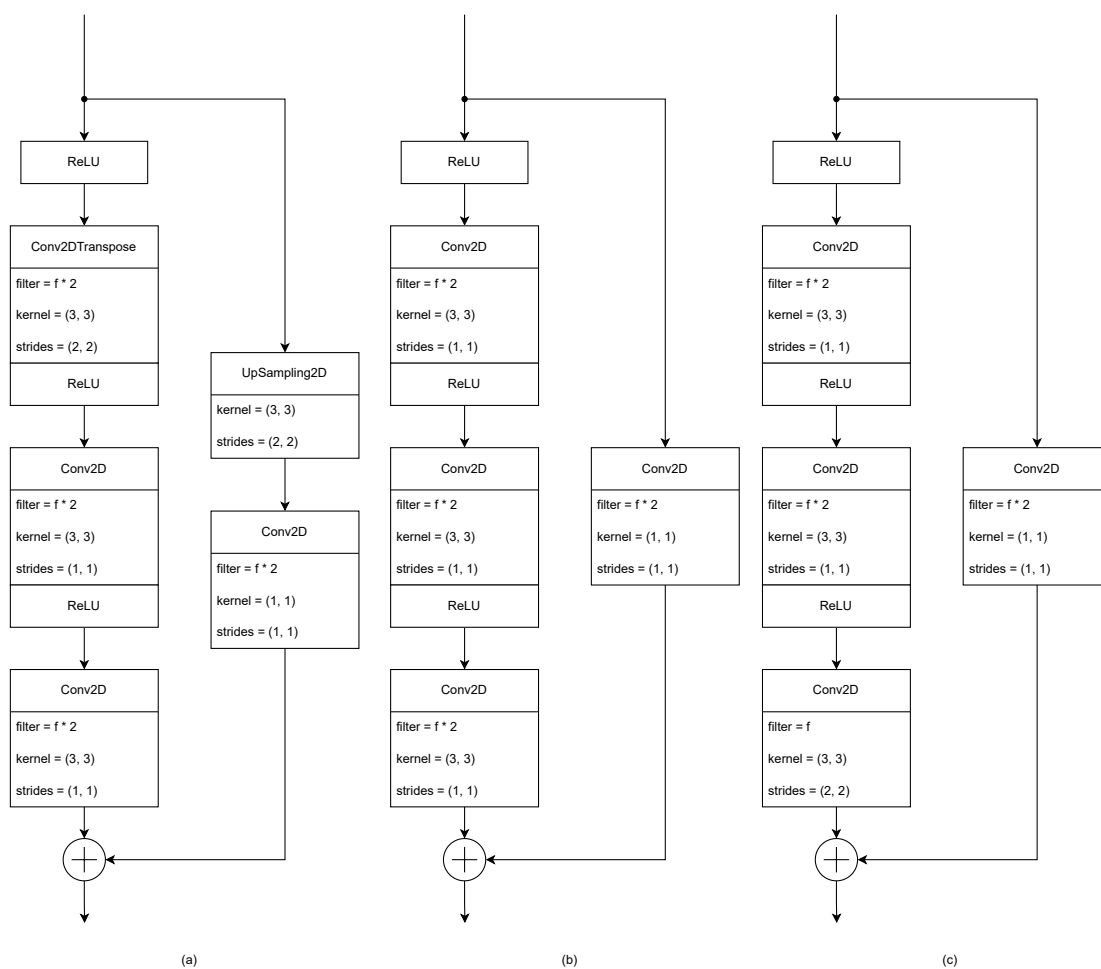 ReLU
Conv2DTranspose
filter = f * 2
kernel = (3, 3)
strides = (2, 2)
ReLU
Conv2D
filter = f * 2
kernel = (3, 3)
strides = (1, 1)
ReLU
Conv2D
filter = f * 2
kernel = (3, 3)
strides = (1, 1)
UpSampling2D
kernel = (3, 3)
strides = (2, 2)
Conv2D
filter = f * 2
kernel = (1, 1)
strides = (1, 1)
(a)
ReLU
Conv2D
filter = f * 2
kernel = (3, 3)
strides = (1, 1)
ReLU
Conv2D
filter = f * 2
kernel = (3, 3)
strides = (1, 1)
ReLU
Conv2D
filter = f * 2
kernel = (3, 3)
strides = (1, 1)
Conv2D
filter = f * 2
kernel = (1, 1)
strides = (1, 1)
(b)
ReLU
Conv2D
filter = f * 2
kernel = (3, 3)
strides = (1, 1)
ReLU
Conv2D
filter = f * 2
kernel = (3, 3)
strides = (1, 1)
ReLU
Conv2D
filter = f
kernel = (3, 3)
strides = (2, 2)
Conv2D
filter = f * 2
kernel = (1, 1)
strides = (1, 1)
(c)